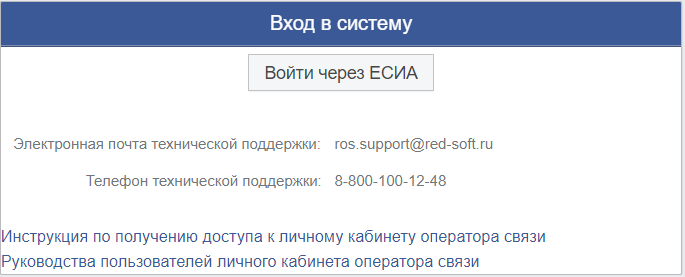 Вход в систему
Войти через ЕСИА
Электронная почта технической поддержки: ros.support@red-soft.ru
Телефон технической поддержки: 8-800-100-12-48
Инструкция по получению доступа к личному кабинету оператора связи
Руководства пользователей личного кабинета оператора связи